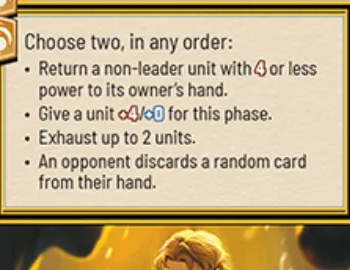 Choose two, in any order:
• Return a non-leader unit with 4 or less
power to its owner's hand.
• Give a unit +4/+0 for this phase.
• Exhaust up to 2 units.
• An opponent discards a random card
from their hand.